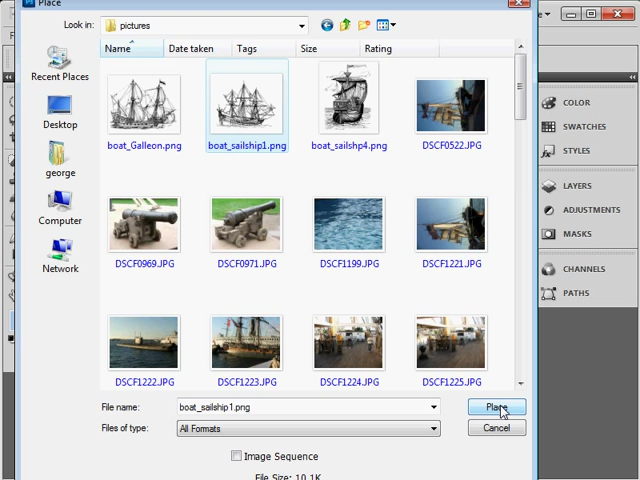 Place
Look in: pictures
Name Date taken Tags Size Rating
Recent Places
Desktop
george
Computer
Network
boat_Galleon.png boat_sailship1.png boat_sailshp4.png DSCF0522.JPG
DSCF0969.JPG DSCF0971.JPG DSCF1199.JPG DSCF1221.JPG
DSCF1222.JPG DSCF1223.JPG DSCF1224.JPG DSCF1225.JPG
File name: boat_sailship1.png Place
Files of type: All Formats Cancel
Image Sequence
File Size: 10.1K
COLOR
SWATCHES
STYLES
LAYERS
ADJUSTMENTS
MASKS
CHANNELS
PATHS